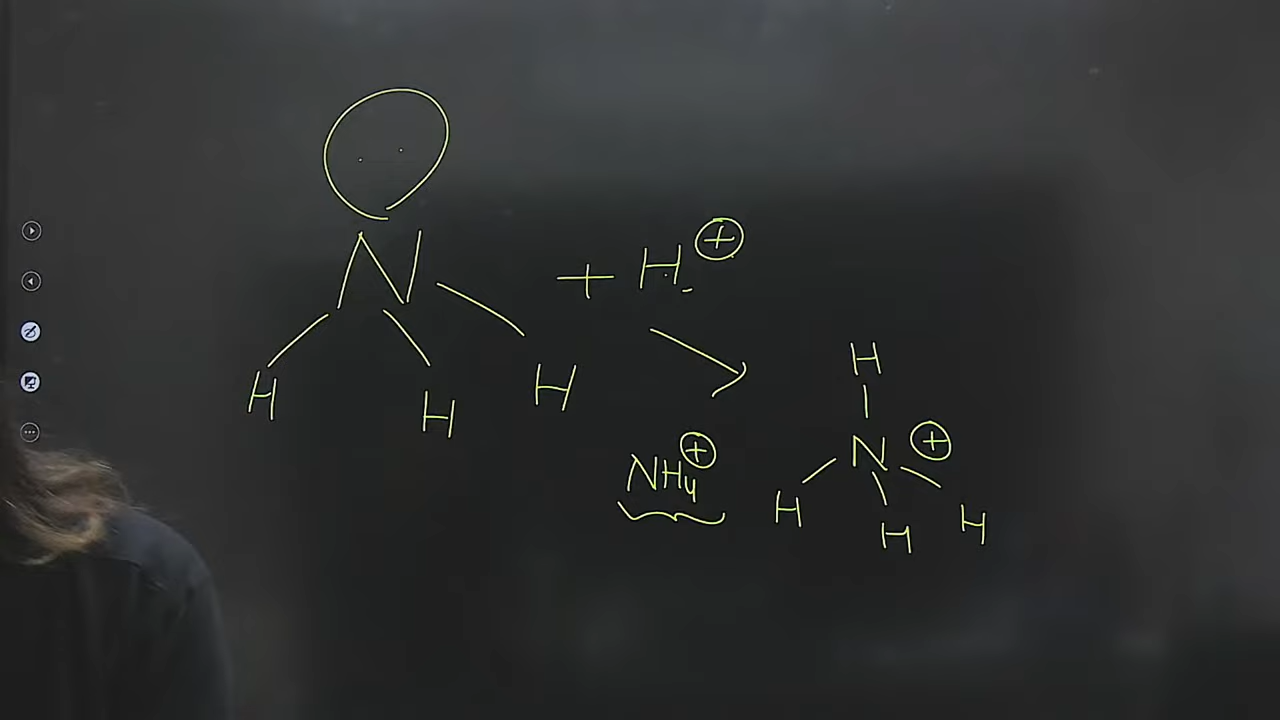 N + H⊕
H H H
H
N ⊕
NH₄⊕
H H H